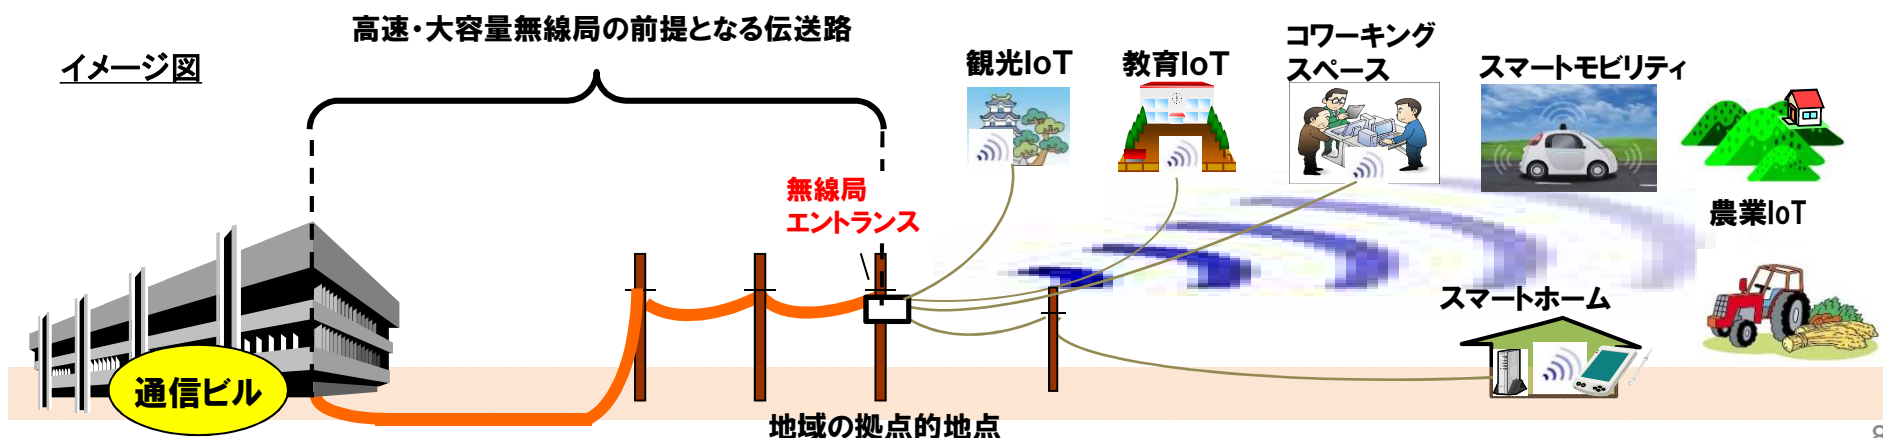 高速・大容量無線局の前提となる伝送路
イメージ図
観光IoT
教育IoT
コワーキング
スペース
スマートモビリティ
無線局
エントランス
農業IoT
スマートホーム
通信ビル
地域の拠点的地点
8